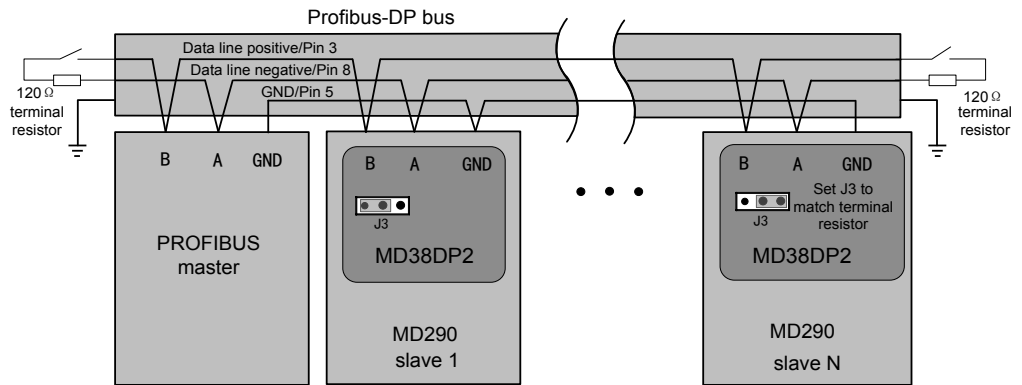 Profibus-DP bus
Data line positive/Pin 3
Data line negative/Pin 8
GND/Pin 5
120Ω
terminal
resistor
120Ω
terminal
resistor
B A GND
PROFIBUS
master
B A GND
J3
MD38DP2
MD290
slave 1
B A GND
Set J3 to
match terminal
resistor
J3
MD38DP2
MD290
slave N